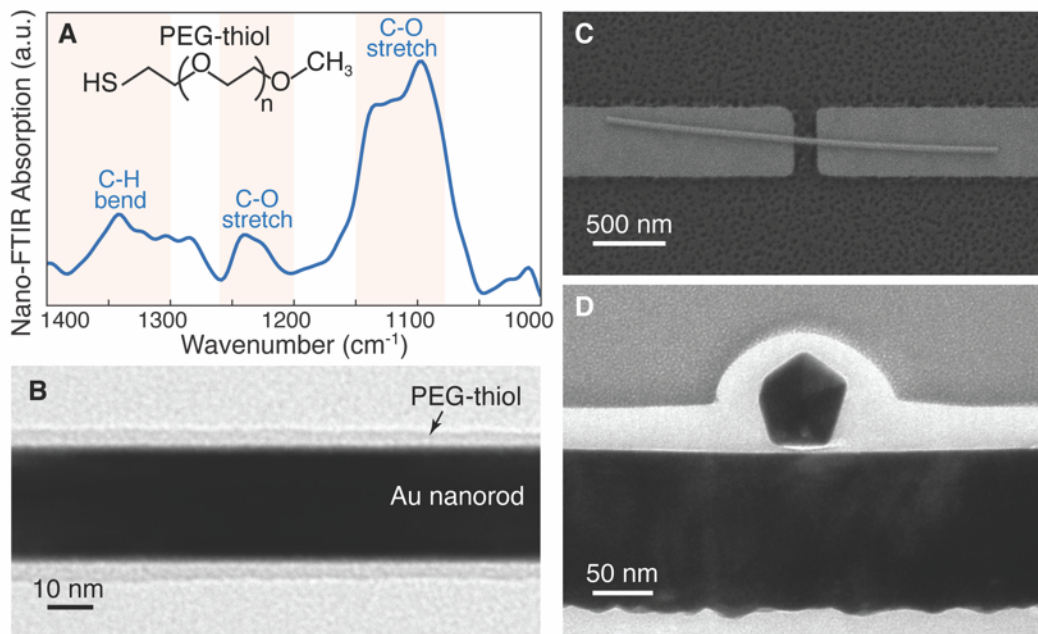 A
PEG-thiol
HS
O
n
O
CH₃
C-H
bend
C-O
stretch
C-O
stretch
Nano-FTIR Absorption (a.u.)
1400
1300
1200
1100
1000
Wavenumber (cm⁻¹)
B
PEG-thiol
Au nanorod
10 nm
C
500 nm
D
50 nm